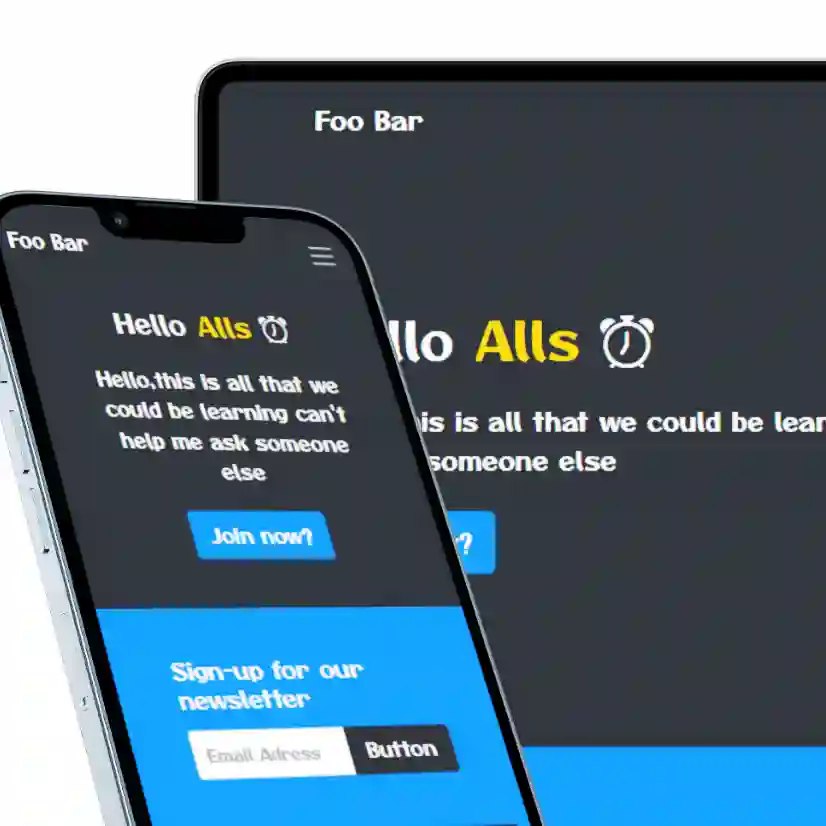 Foo Bar
Hello Alls
Hello,this is all that we
could be learning can't
help me ask someone
else
Join now?
Sign-up for our
newsletter
Email Adress
Button
Foo Bar
llo Alls
is is all that we could be lear
someone else
?